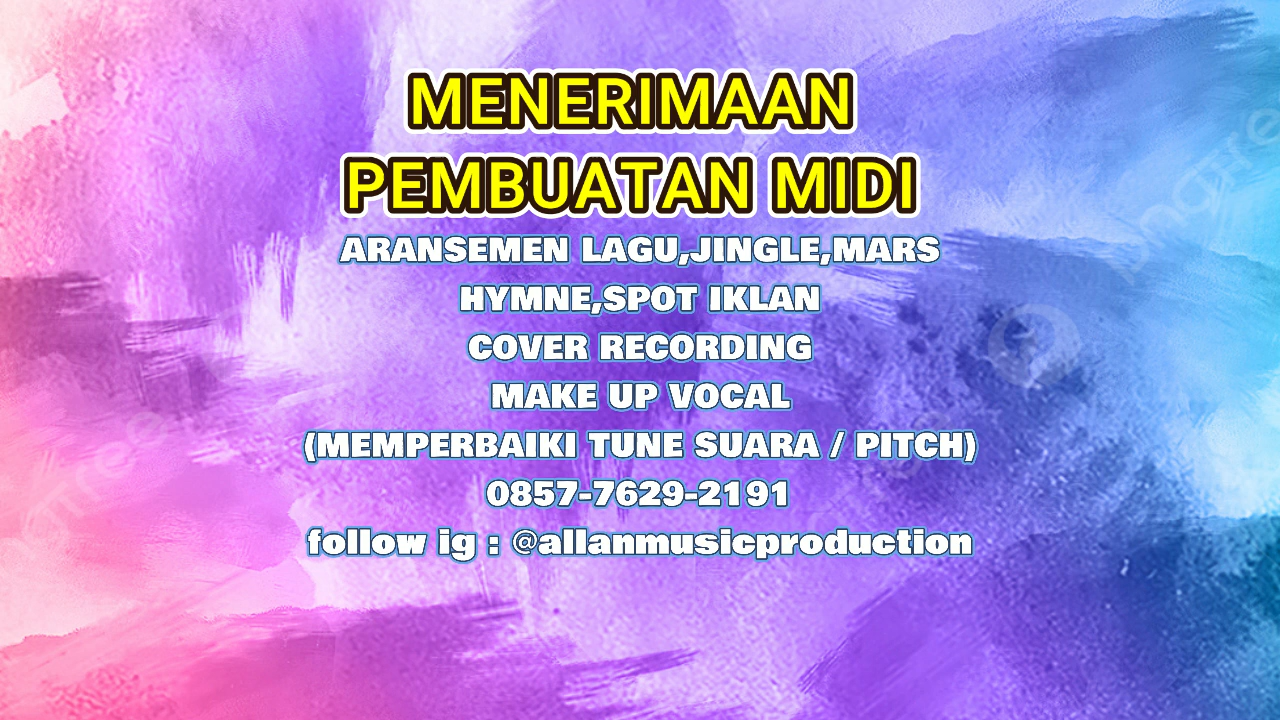 MENERIMAAN
PEMBUATAN MIDI
ARANSEMEN LAGU,JINGLE,MARS
HYMNE,SPOT IKLAN
COVER RECORDING
MAKE UP VOCAL
(MEMPERBAIKI TUNE SUARA / PITCH)
0857-7629-2191
follow ig : @allanmusicproduction